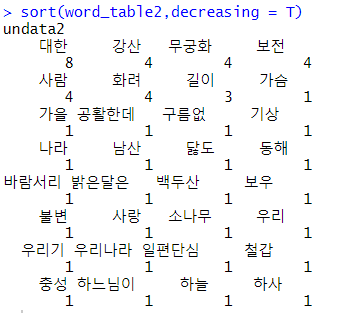 > sort(word_table2,decreasing = T)
undata2
대한 강산 무궁화 보전
8 4 4 4
사람 화려 길이 가슴
4 4 3 1
가을 공활한데 구름없 기상
1 1 1 1
나라 남산 닳도 동해
1 1 1 1
바람서리 밝은달은 백두산 보우
1 1 1 1
불변 사랑 소나무 우리
1 1 1 1
우리기 우리나라 일편단심 철갑
1 1 1 1
충성 하느님이 하늘 하사
1 1 1 1